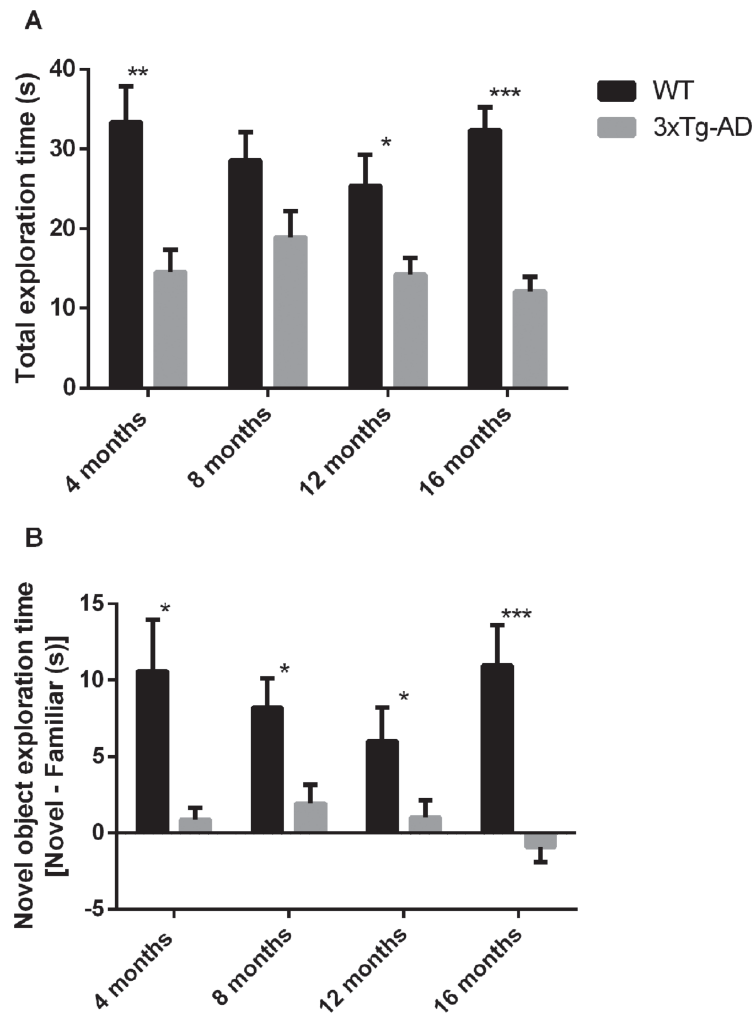 A
Total exploration time (s)
40
30
20
10
0
**
*
***
WT
3xTg-AD
4 months
8 months
12 months
16 months
B
Novel object exploration time
[Novel - Familiar (s)]
15
10
5
0
-5
*
*
*
***
4 months
8 months
12 months
16 months